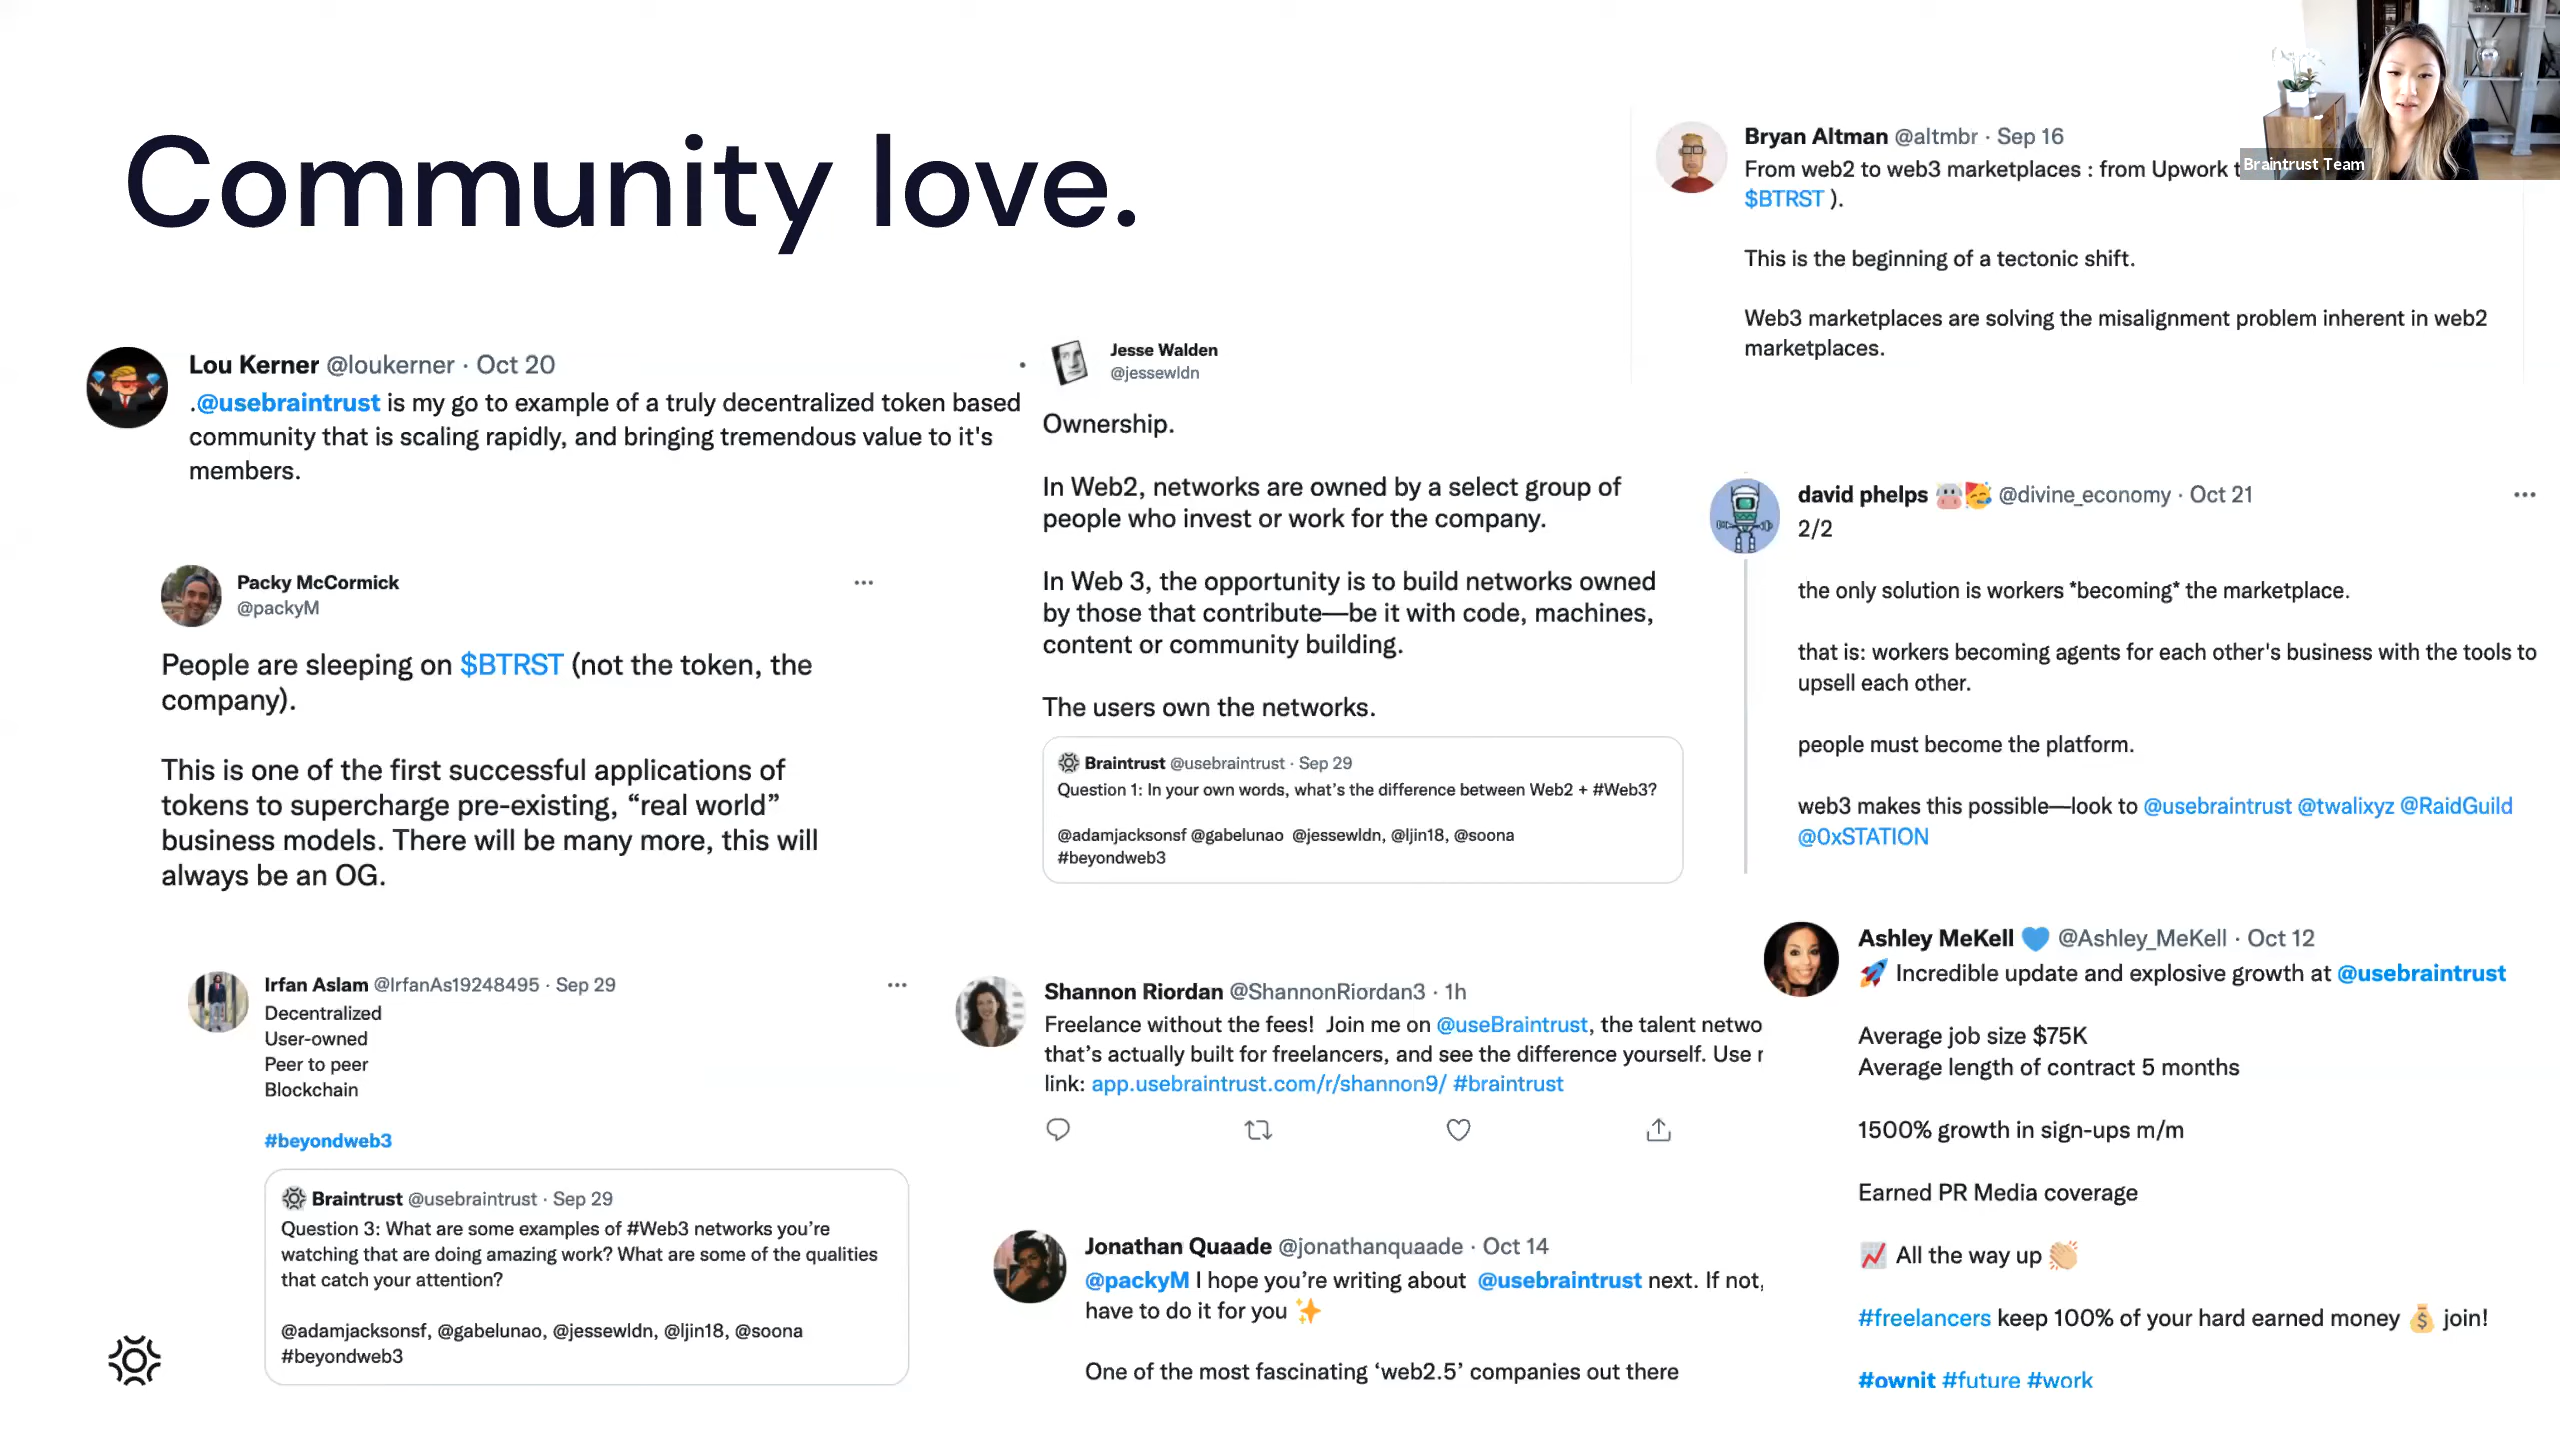 Community love.
Braintrust Team
Bryan Altman @altmbr · Sep 16
From web2 to web3 marketplaces : from Upwork
$BTRST ).
This is the beginning of a tectonic shift.
Web3 marketplaces are solving the misalignment problem inherent in web2
marketplaces.
Lou Kerner @loukerner · Oct 20
.@usebraintrust is my go to example of a truly decentralized token based
community that is scaling rapidly, and bringing tremendous value to it's
members.
Jesse Walden
@jessewldn
Ownership.
In Web2, networks are owned by a select group of
people who invest or work for the company.
In Web 3, the opportunity is to build networks owned
by those that contribute—be it with code, machines,
content or community building.
The users own the networks.
Braintrust @usebraintrust · Sep 29
Question 1: In your own words, what's the difference between Web2 + #Web3?
@adamjacksonsf @gabelunao @jessewldn, @ljin18, @soona
#beyondweb3
david phelps 🐮🥳 @divine_economy · Oct 21
2/2
the only solution is workers *becoming* the marketplace.
that is: workers becoming agents for each other's business with the tools to
upsell each other.
people must become the platform.
web3 makes this possible—look to @usebraintrust @twalixyz @RaidGuild
@0xSTATION
Packy McCormick
@packyM
People are sleeping on $BTRST (not the token, the
company).
This is one of the first successful applications of
tokens to supercharge pre-existing, “real world”
business models. There will be many more, this will
always be an OG.
Irfan Aslam @IrfanAs19248495 · Sep 29
Decentralized
User-owned
Peer to peer
Blockchain
#beyondweb3
Braintrust @usebraintrust · Sep 29
Question 3: What are some examples of #Web3 networks you're
watching that are doing amazing work? What are some of the qualities
that catch your attention?
@adamjacksonsf, @gabelunao, @jessewldn, @ljin18, @soona
#beyondweb3
Shannon Riordan @ShannonRiordan3 · 1h
Freelance without the fees! Join me on @useBraintrust, the talent netwo
that's actually built for freelancers, and see the difference yourself. Use
link: app.usebraintrust.com/r/shannon9/ #braintrust
Jonathan Quaade @jonathanquaade · Oct 14
@packyM I hope you're writing about @usebraintrust next. If not,
have to do it for you ✨
One of the most fascinating ‘web2.5’ companies out there
Ashley MeKell 💙 @Ashley_MeKell · Oct 12
🚀 Incredible update and explosive growth at @usebraintrust
Average job size $75K
Average length of contract 5 months
1500% growth in sign-ups m/m
Earned PR Media coverage
📈 All the way up 👏🏼
#freelancers keep 100% of your hard earned money 💰 join!
#ownit #future #work